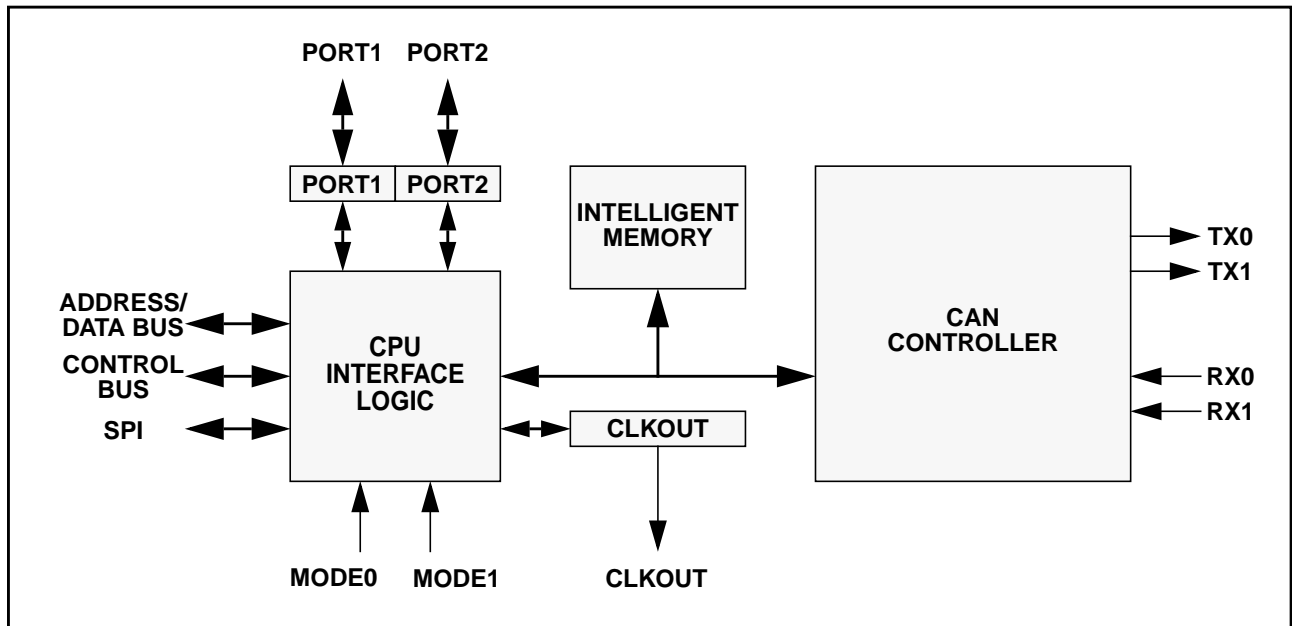 PORT1 PORT2
PORT1 PORT2
INTELLIGENT
MEMORY
ADDRESS/
DATA BUS
CONTROL
BUS
SPI
CPU
INTERFACE
LOGIC
CLKOUT
CAN
CONTROLLER
TX0
TX1
RX0
RX1
MODE0 MODE1
CLKOUT